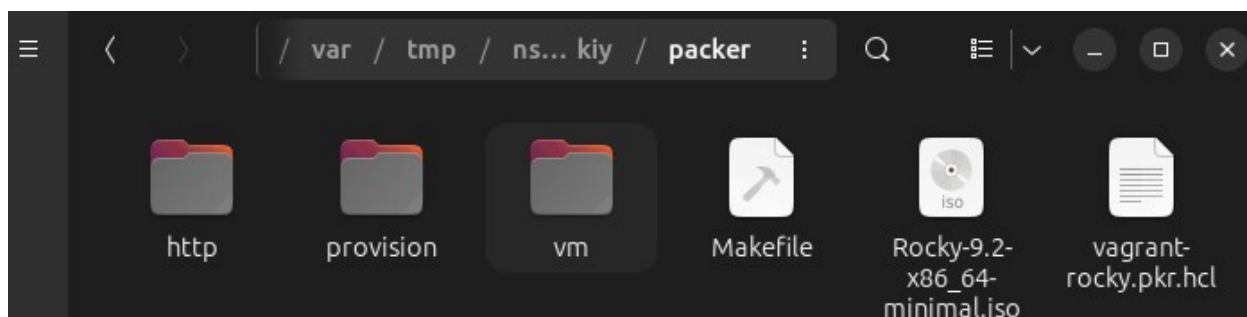 / var / tmp / ns... kiy / packer
iso
http
provision
vm
Makefile
Rocky-9.2-
x86_64-
minimal.iso
vagrant-
rocky.pkr.hcl